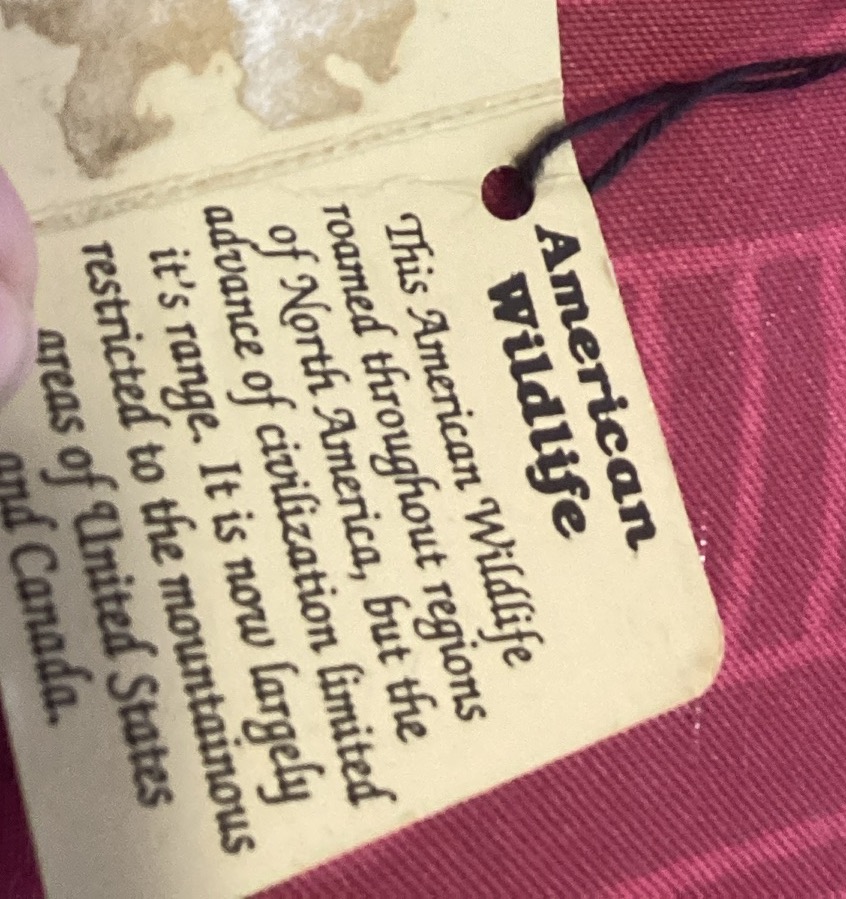 American
Wildlife
This American Wildlife
roamed throughout regions
of North America, but the
advance of civilization limited
it's range. It is now largely
restricted to the mountainous
areas of United States
and Canada.